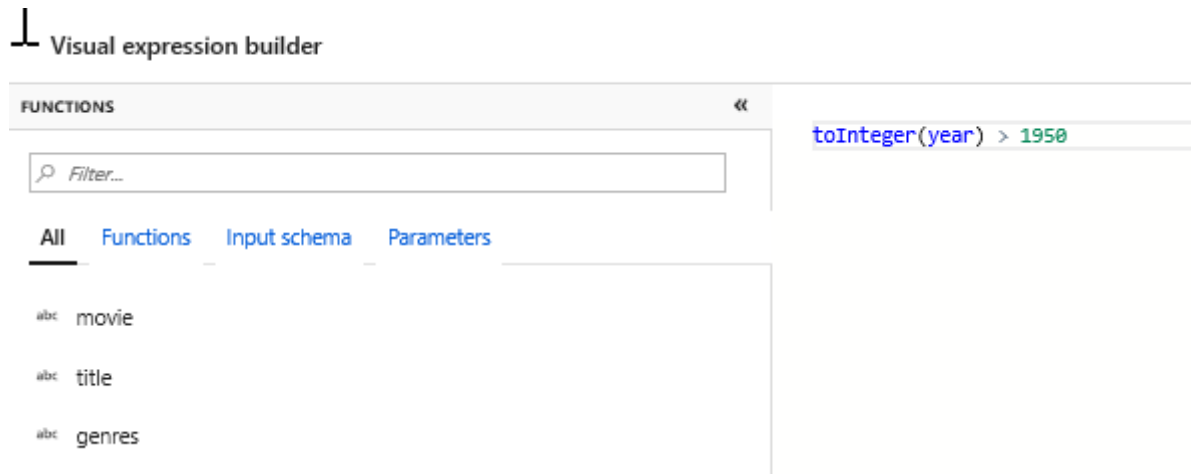 Visual expression builder
FUNCTIONS «
toInteger(year) > 1950
Filter...
All Functions Input schema Parameters
abc movie
abc title
abc genres